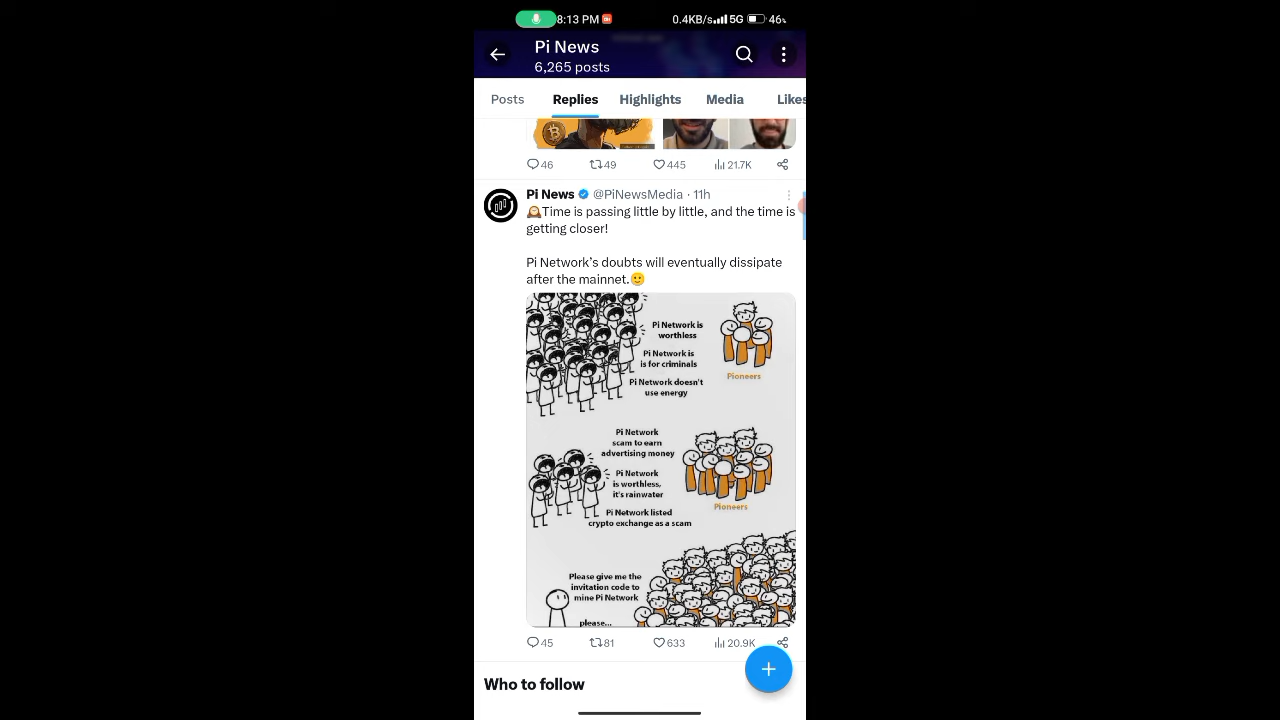 8:13 PM
0.4KB/s 5G 46
Pi News
6,265 posts
Posts Replies Highlights Media Likes
46 49 445 21.7K
Pi News @PiNewsMedia · 11h
🕰️Time is passing little by little, and the time is
getting closer!
Pi Network's doubts will eventually dissipate
after the mainnet.🙂
Pi Network is
worthless
Pi Network is
is for criminals
Pi Network doesn't
use energy
Pioneers
Pi Network
scam to earn
advertising money
Pi Network
is worthless,
it's rainwater
Pi Network listed
crypto exchange as a scam
Pioneers
Please give me the
invitation code to
mine Pi Network
please...
45 81 633 20.9K
Who to follow